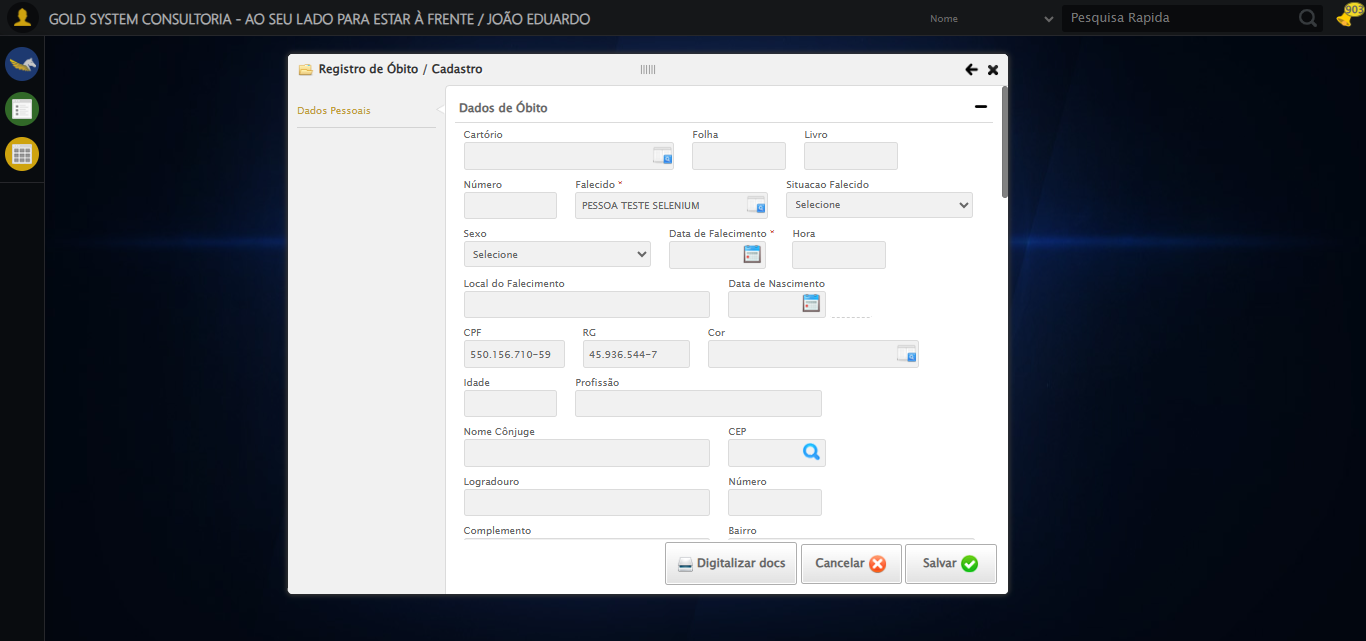 GOLD SYSTEM CONSULTORIA - AO SEU LADO PARA ESTAR À FRENTE / JOÃO EDUARDO
Nome
Pesquisa Rapida
903
Registro de Óbito / Cadastro
Dados Pessoais
Dados de Óbito
Cartório Folha Livro
Número Falecido * Situacao Falecido
PESSOA TESTE SELENIUM Selecione
Sexo Data de Falecimento * Hora
Selecione
Local do Falecimento Data de Nascimento
CPF RG Cor
550.156.710-59 45.936.544-7
Idade Profissão
Nome Cônjuge CEP
Logradouro Número
Complemento Bairro
Digitalizar docs Cancelar Salvar